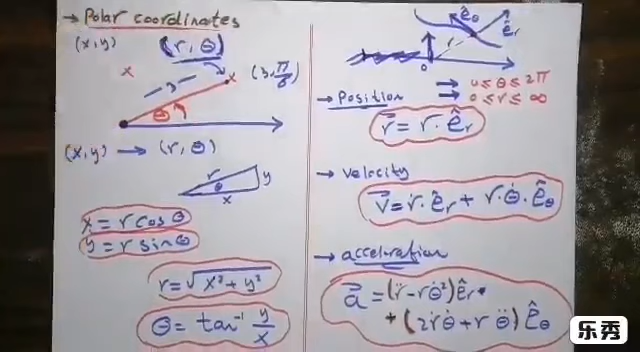 → Polar coordinates
(x,y) (r, θ)
x
3
x
(3, π/6)
θ
(x,y) → (r, θ)
r
y
θ
x
x = r cos θ
y = r sin θ
r = √x² + y²
θ = tan⁻¹ y/x
ê_θ
ê_r
r
0
→ 0 ≤ θ ≤ 2π
→ 0 ≤ r ≤ ∞
→ Position
r⃗ = r · ê_r
→ velocity
v⃗ = ṙ · ê_r + r · θ̇ · ê_θ
→ acceleration
a⃗ = (r̈ - rθ̇²) ê_r
+ (2ṙθ̇ + r θ̈) ê_θ
乐秀